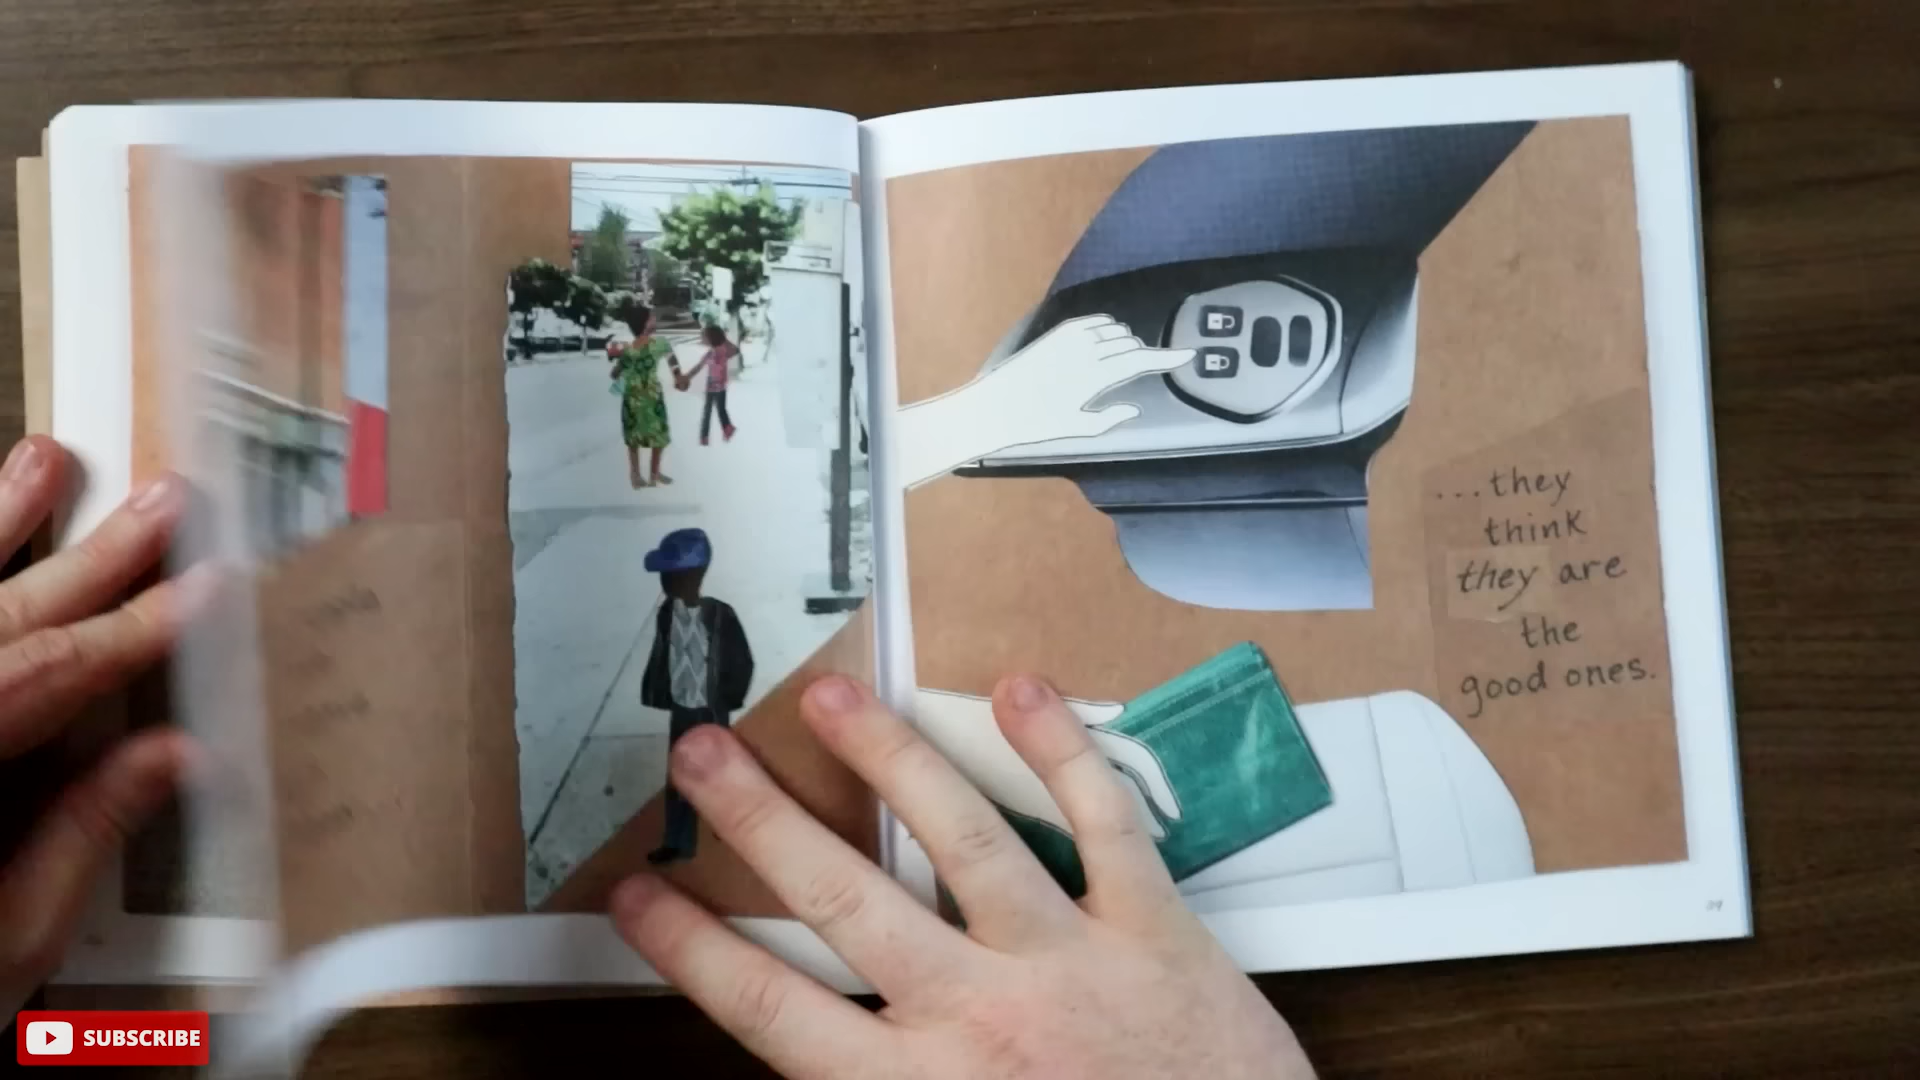 ...they
think
they are
the
good ones.
SUBSCRIBE